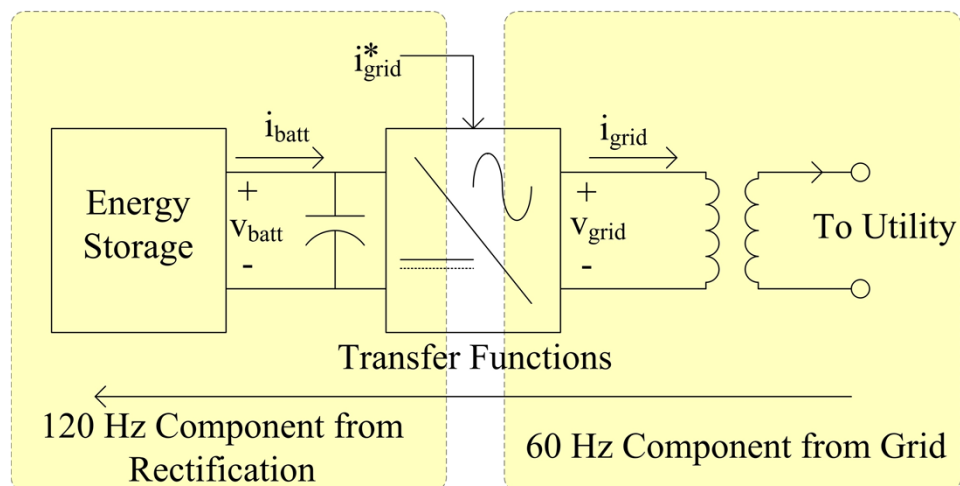 i*grid
ibatt
igrid
Energy
Storage
+
vbatt
-
+
vgrid
-
To Utility
Transfer Functions
120 Hz Component from
Rectification
60 Hz Component from Grid